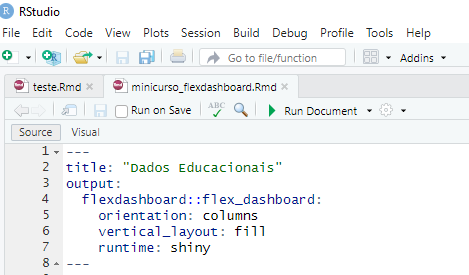 RStudio
File Edit Code View Plots Session Build Debug Profile Tools Help
Go to file/function Addins
teste.Rmd minicurso_flexdashboard.Rmd
Run on Save ABC Run Document
Source Visual
1 ---
2 title: "Dados Educacionais"
3 output:
4   flexdashboard::flex_dashboard:
5     orientation: columns
6     vertical_layout: fill
7     runtime: shiny
8 ---